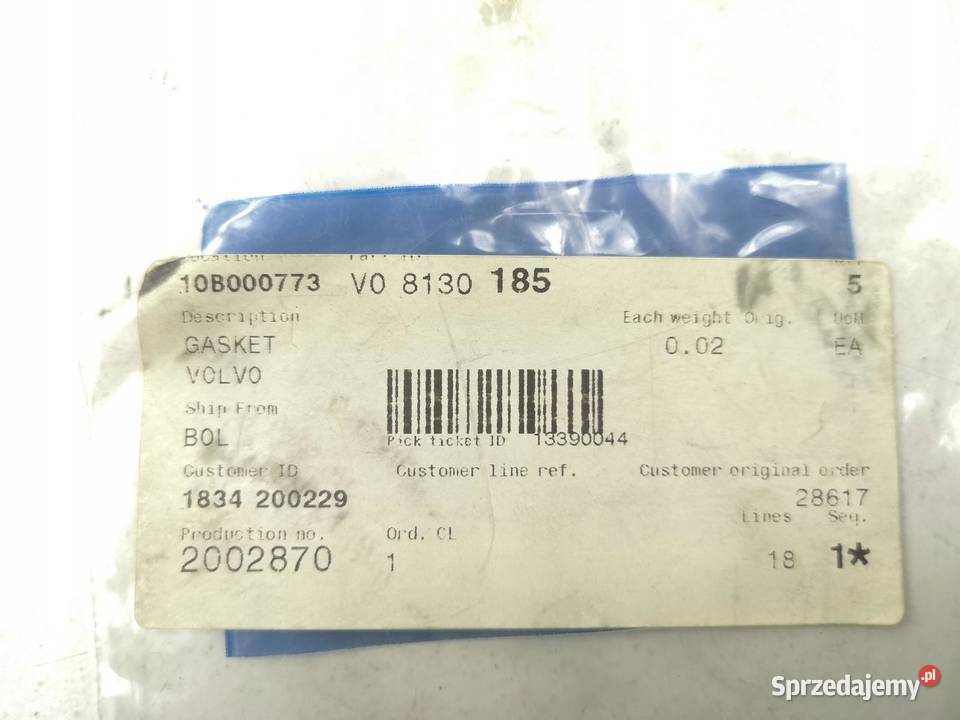 Location
10B000773 VO 8130 185 5
Description Each weight Orig. UoM
GASKET 0.02 EA
VOLVO
Ship From
BOL Pick ticket ID 13390044
Customer ID Customer line ref. Customer original order
1834 200229 28617
Lines Seq.
Production no. Ord. CL
2002870 1 18 1*
Sprzedajemy.pl